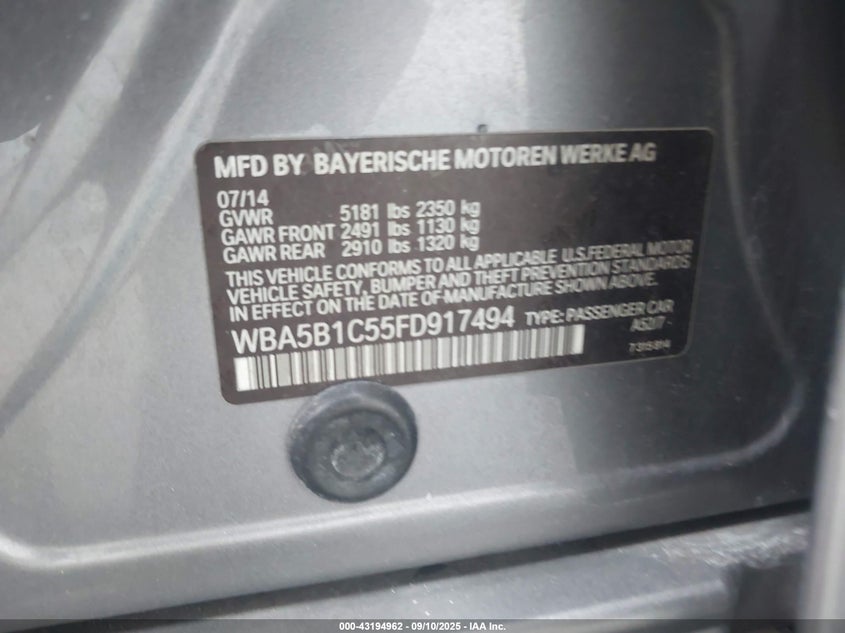 MFD BY BAYERISCHE MOTOREN WERKE AG
07/14
GVWR 5181 lbs 2350 kg
GAWR FRONT 2491 lbs 1130 kg
GAWR REAR 2910 lbs 1320 kg
THIS VEHICLE CONFORMS TO ALL APPLICABLE U.S.FEDERAL MOTOR
VEHICLE SAFETY, BUMPER AND THEFT PREVENTION STANDARDS
IN EFFECT ON THE DATE OF MANUFACTURE SHOWN ABOVE.
WBA5B1C55FD917494 TYPE: PASSENGER CAR
A52/7
7315814
000-43194962 - 09/10/2025 - IAA Inc.